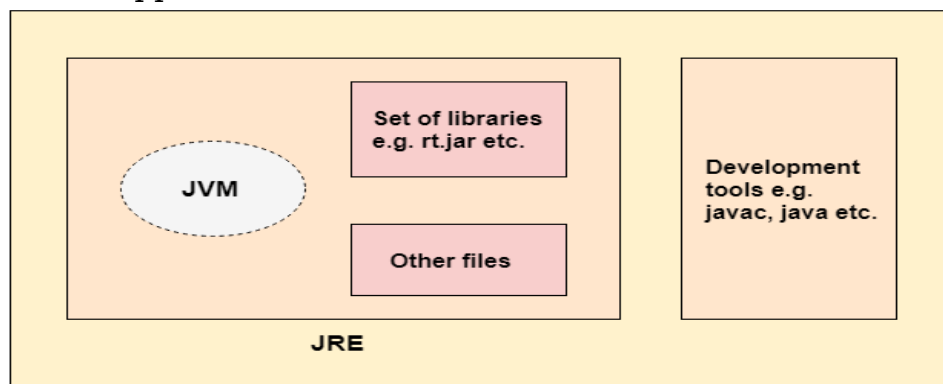 JVM
Set of libraries
e.g. rt.jar etc.
Other files
JRE
Development
tools e.g.
javac, java etc.